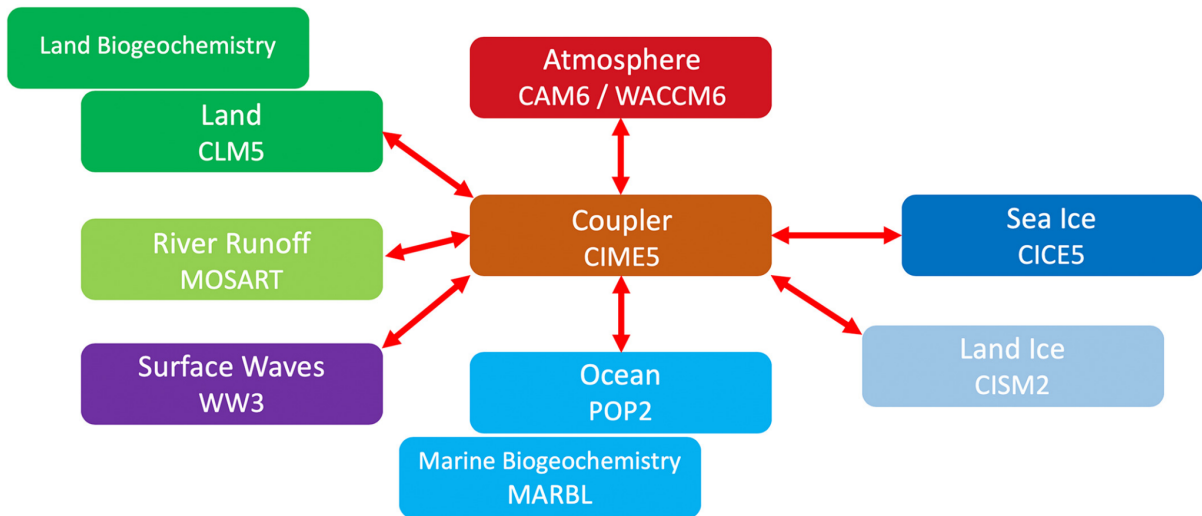 Land Biogeochemistry
Atmosphere
CAM6 / WACCM6
Land
CLM5
Coupler
CIME5
Sea Ice
CICE5
River Runoff
MOSART
Surface Waves
WW3
Ocean
POP2
Land Ice
CISM2
Marine Biogeochemistry
MARBL